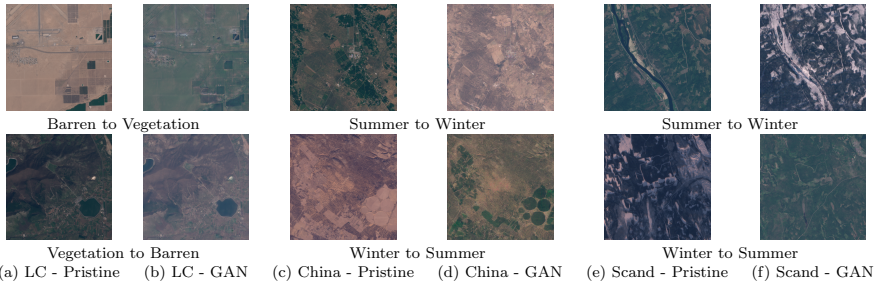 Barren to Vegetation
Summer to Winter
Summer to Winter
Vegetation to Barren
Winter to Summer
Winter to Summer
a) LC - Pristine
(b) LC - GAN
(c) China - Pristine
(d) China - GAN
(e) Scand - Pristine
(f) Scand - GAN